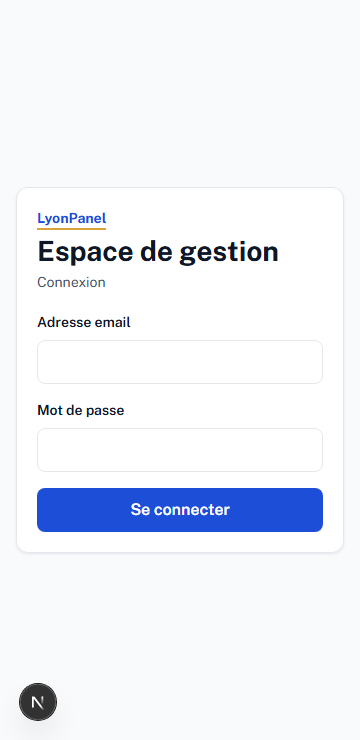 LyonPanel
Espace de gestion
Connexion
Adresse email
Mot de passe
Se connecter
N